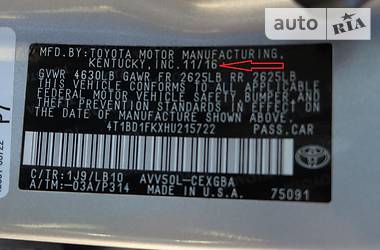 auto RIA
MFD. BY:TOYOTA MOTOR MANUFACTURING,
KENTUCKY, INC. 11/16
GVWR 4630LB GAWR FR 2625LB RR 2625LB
THIS VEHICLE CONFORMS TO ALL
APPLICABLE FEDERAL MOTOR
VEHICLE SAFETY, BUMPER, AND
THEFT PREVENTION STANDARDS IN EFFECT ON
THE DATE OF MANUFACTURE SHOWN ABOVE.
4T1BD1FKXHU215722 PASS.CAR
TOYOTA
C/TR:1J9/LB10 AVV50L-CEXGBA
A/TM:-03A/P314 MADE IN U.S.A. 75091
P7